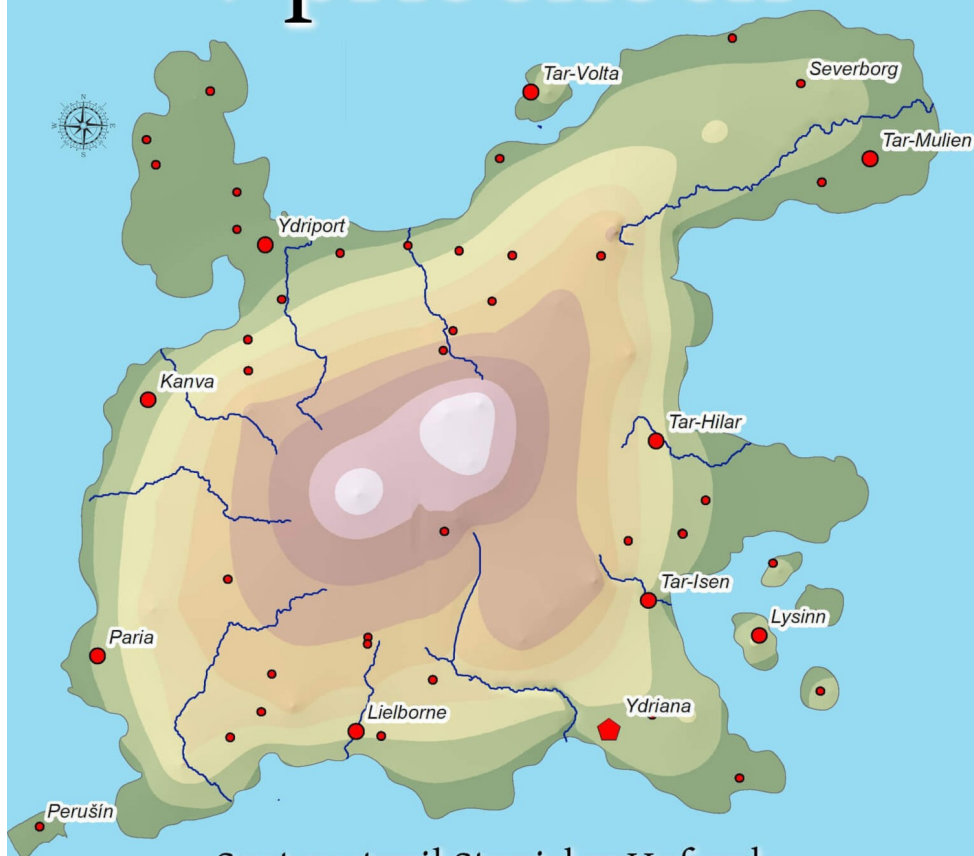 Tar-Volta
Severborg
Tar-Mulien
Ydriport
Kanva
Tar-Hilar
Tar-Isen
Lysinn
Paria
Ydriana
Lielborne
Perušín
N
E
S
W